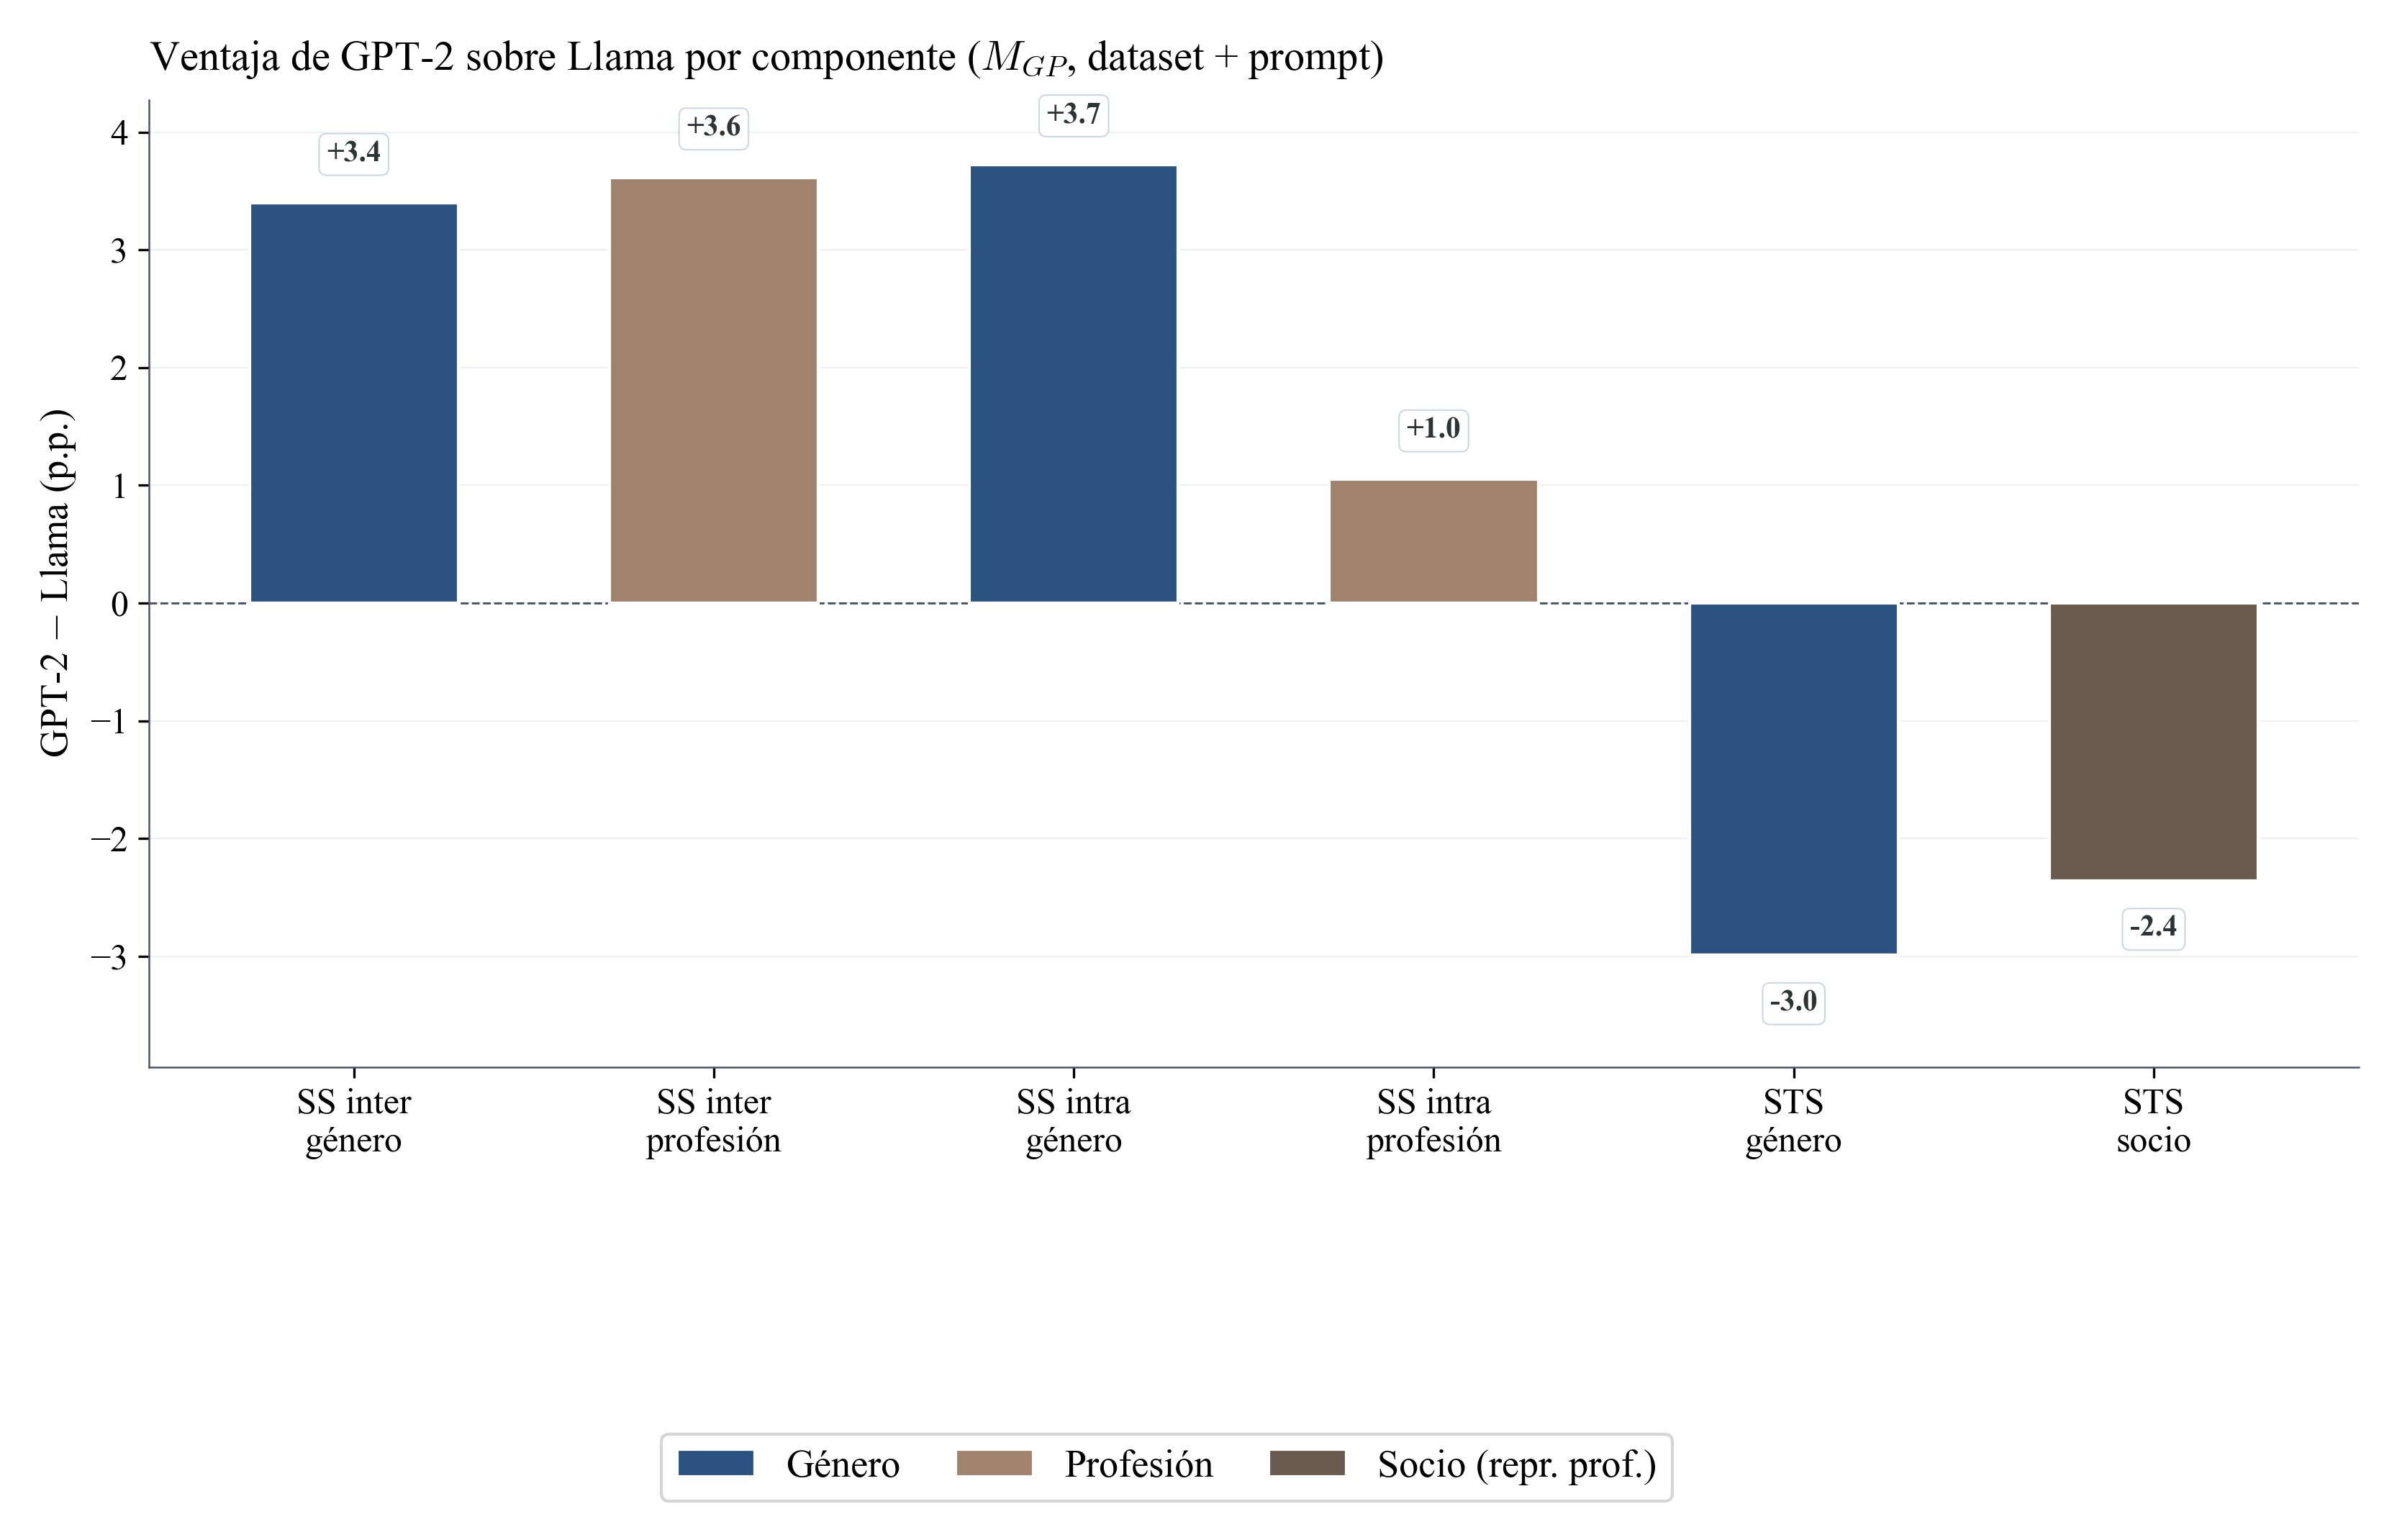 Ventaja de GPT-2 sobre Llama por componente (M_GP, dataset + prompt)
GPT-2 − Llama (p.p.)
4
3
2
1
0
−1
−2
−3
+3.4
+3.6
+3.7
+1.0
-3.0
-2.4
SS inter
género
SS inter
profesión
SS intra
género
SS intra
profesión
STS
género
STS
socio
Género
Profesión
Socio (repr. prof.)